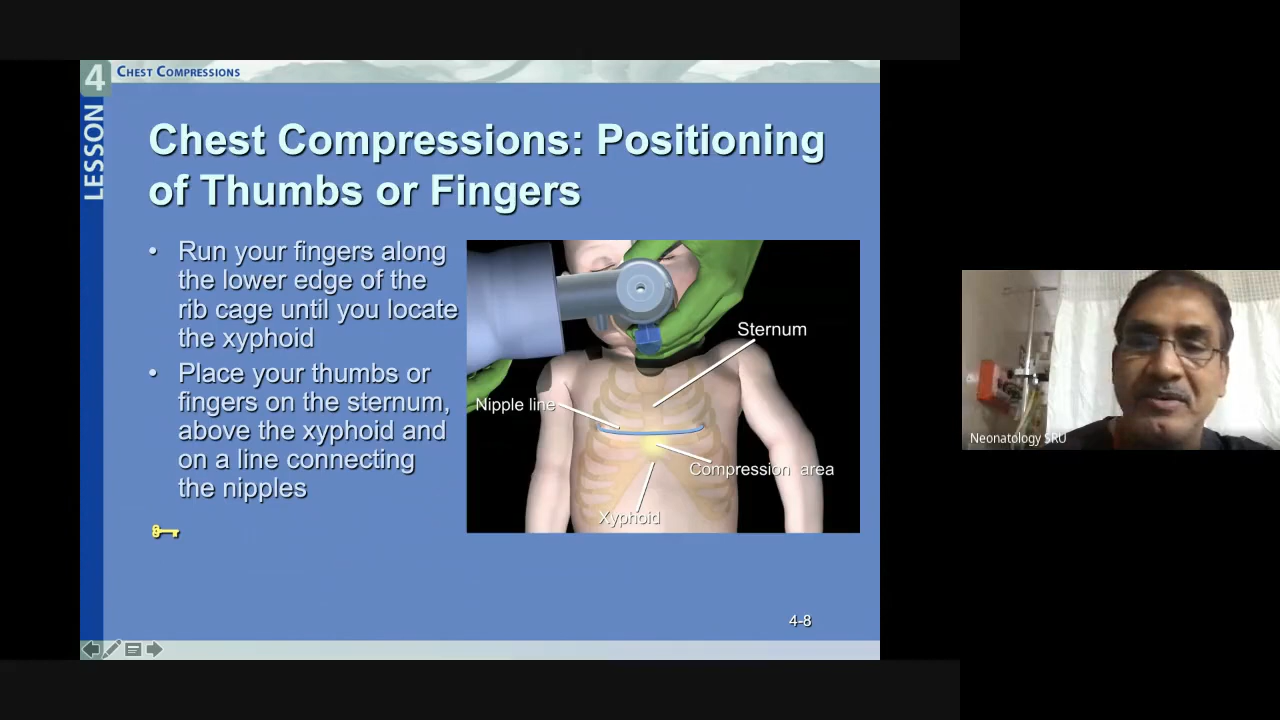 4 CHEST COMPRESSIONS
LESSON
Chest Compressions: Positioning
of Thumbs or Fingers
• Run your fingers along
the lower edge of the
rib cage until you locate
the xyphoid
• Place your thumbs or
fingers on the sternum,
above the xyphoid and
on a line connecting
the nipples
Sternum
Nipple line
Compression area
Xyphoid
4-8
Neonatology SRU